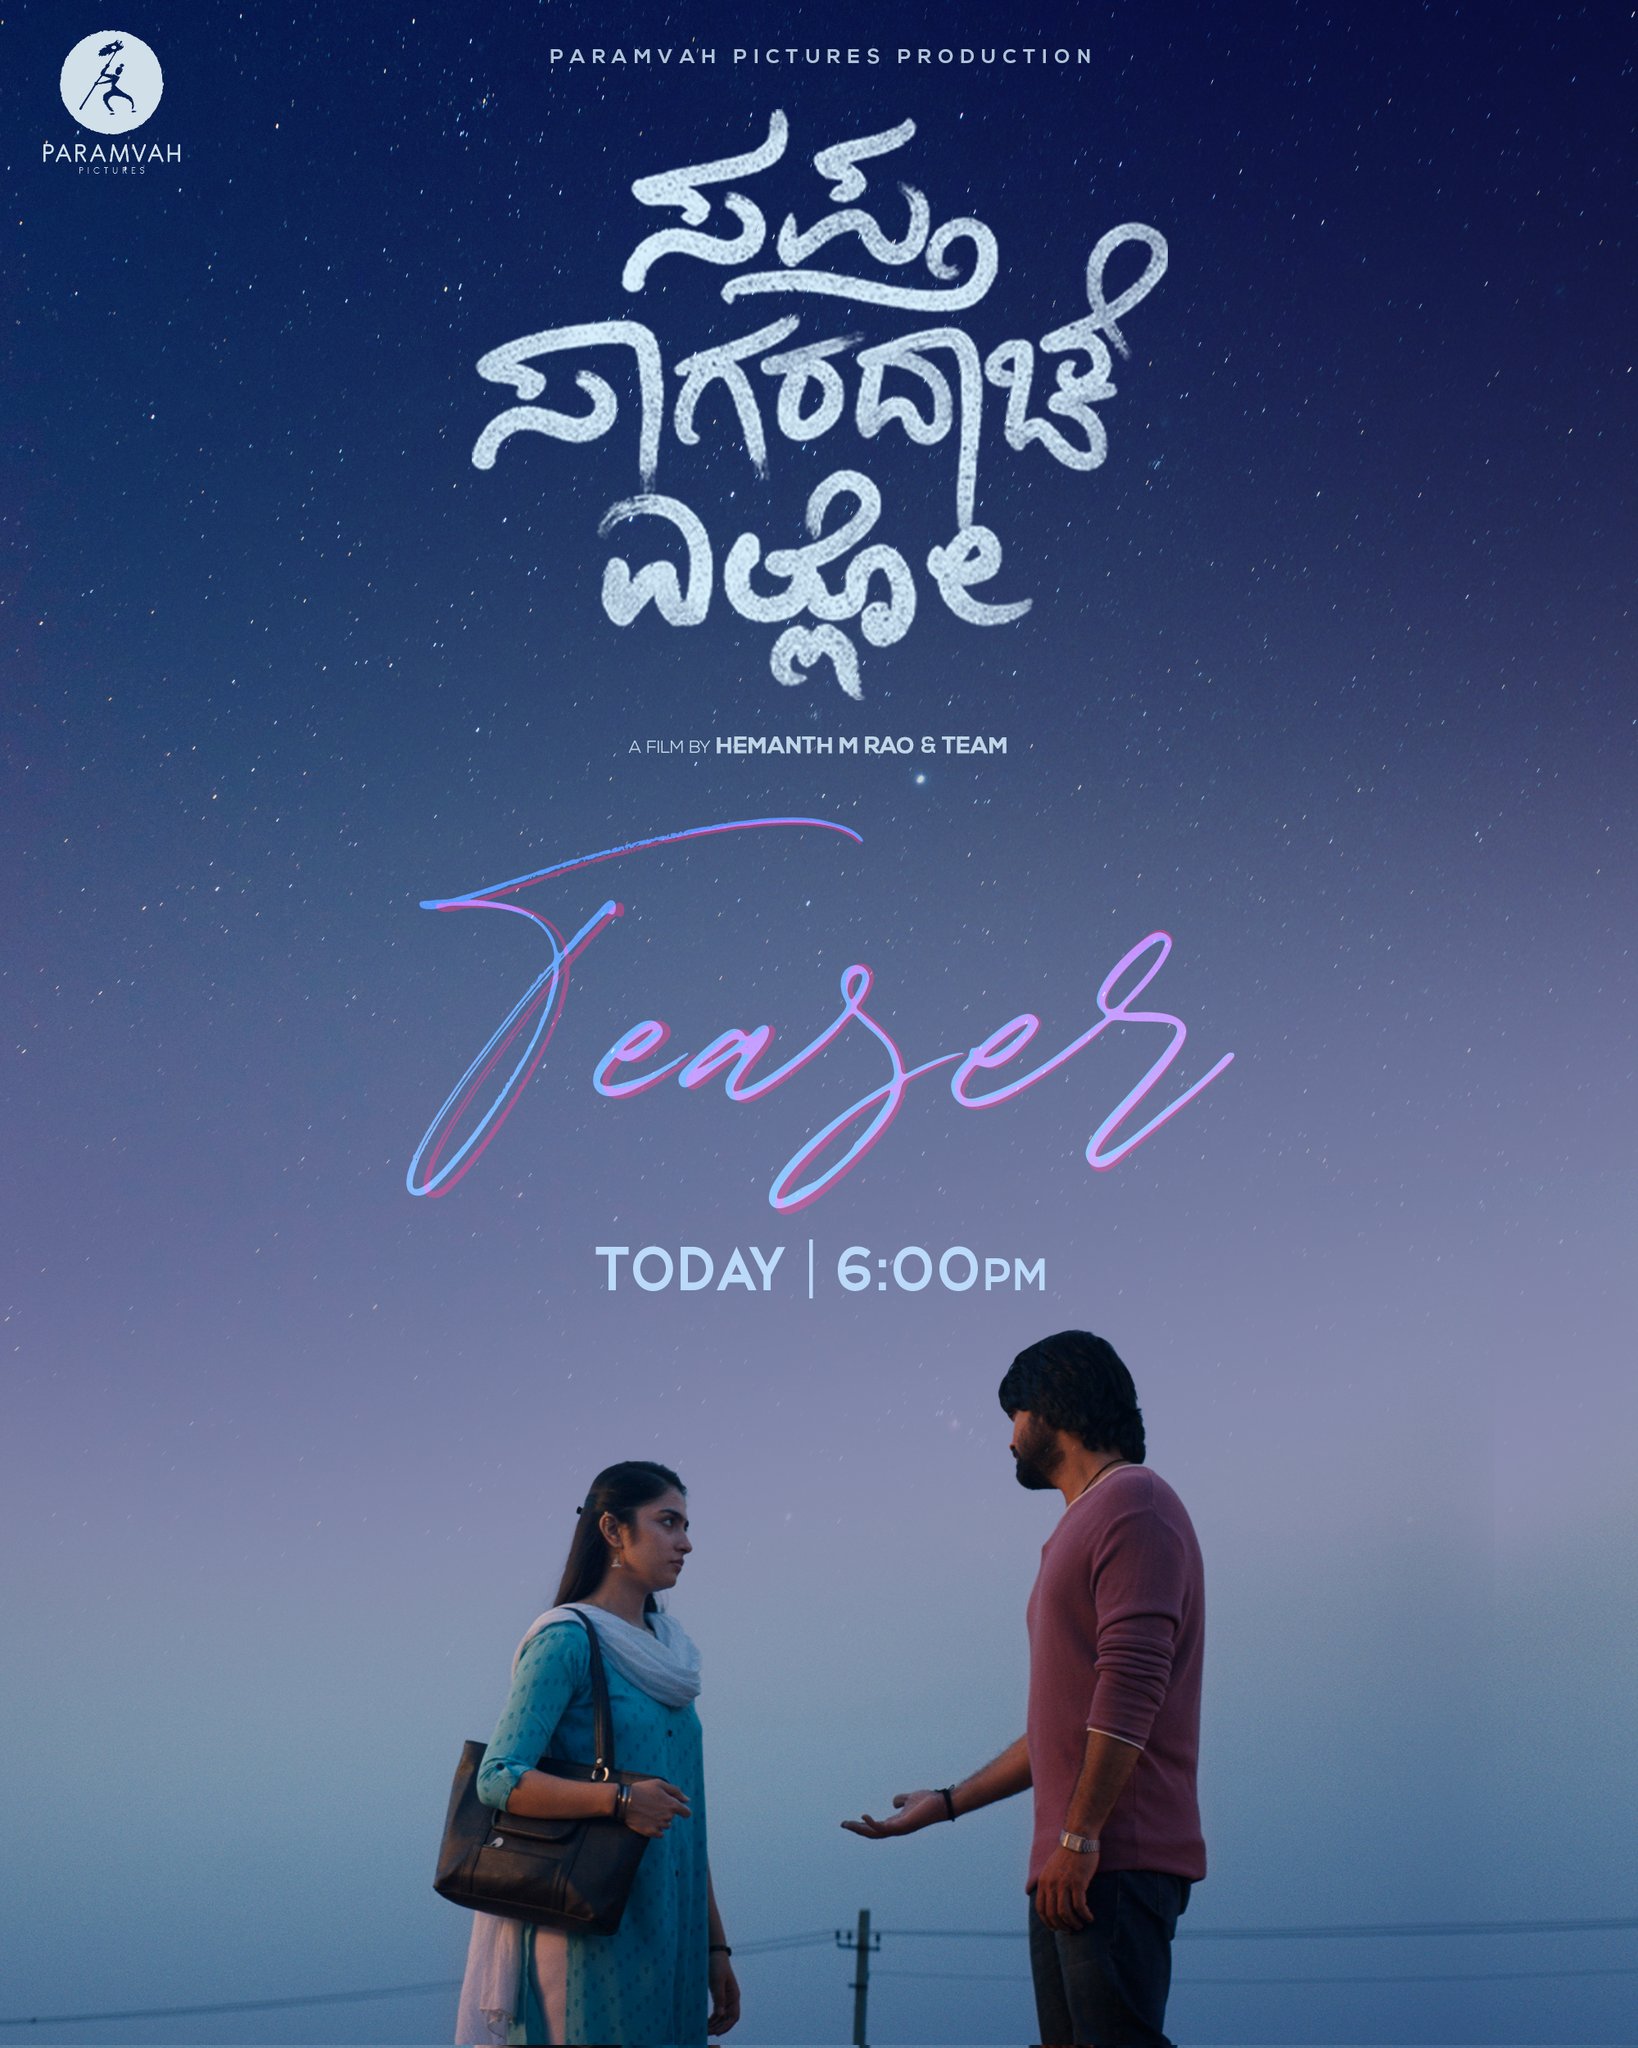 PARAMVAH PICTURES PRODUCTION
PARAMVAH
PICTURES
ಸಪ್ತ
ಸಾಗರದಾಚೆ
ಎಲ್ಲೋ
A FILM BY HEMANTH M RAO & TEAM
Teaser
TODAY | 6:00PM